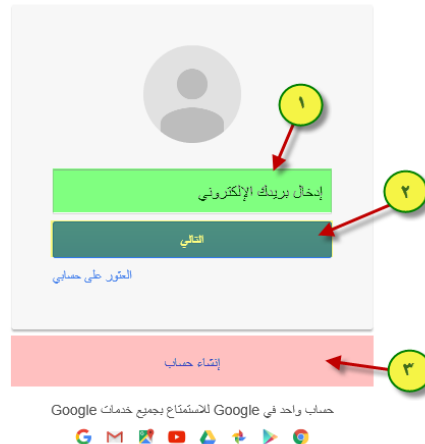 ١
إدخال بريدك الإلكتروني
٢
التالي
العثور على حسابي
إنشاء حساب
٣
حساب واحد في Google للاستمتاع بجميع خدمات Google